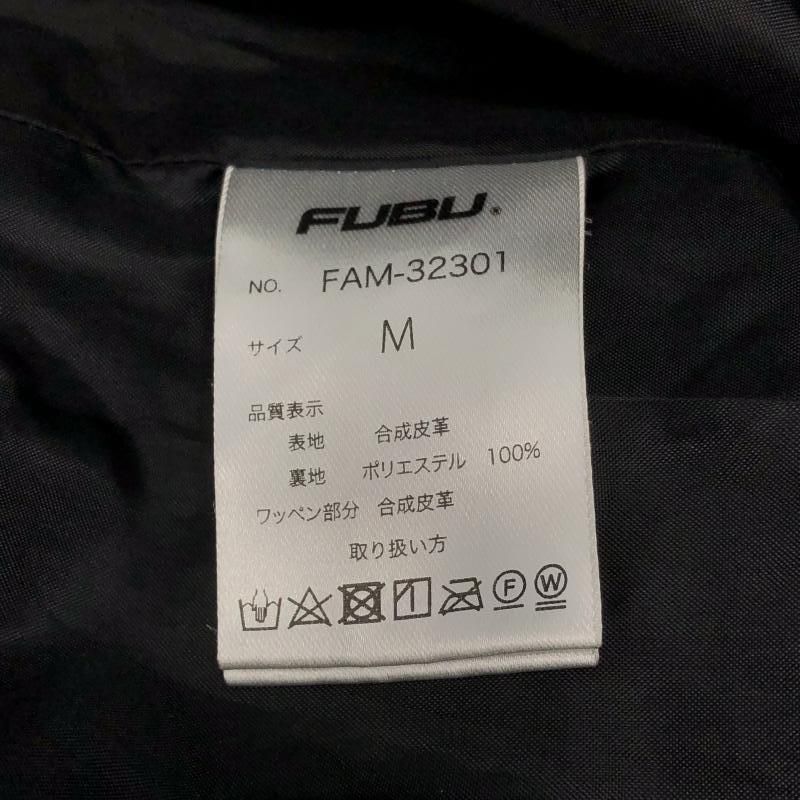 FUBU®
NO. FAM-32301
サイズ M
品質表示
表地 合成皮革
裏地 ポリエステル 100%
ワッペン部分 合成皮革
取り扱い方
F W